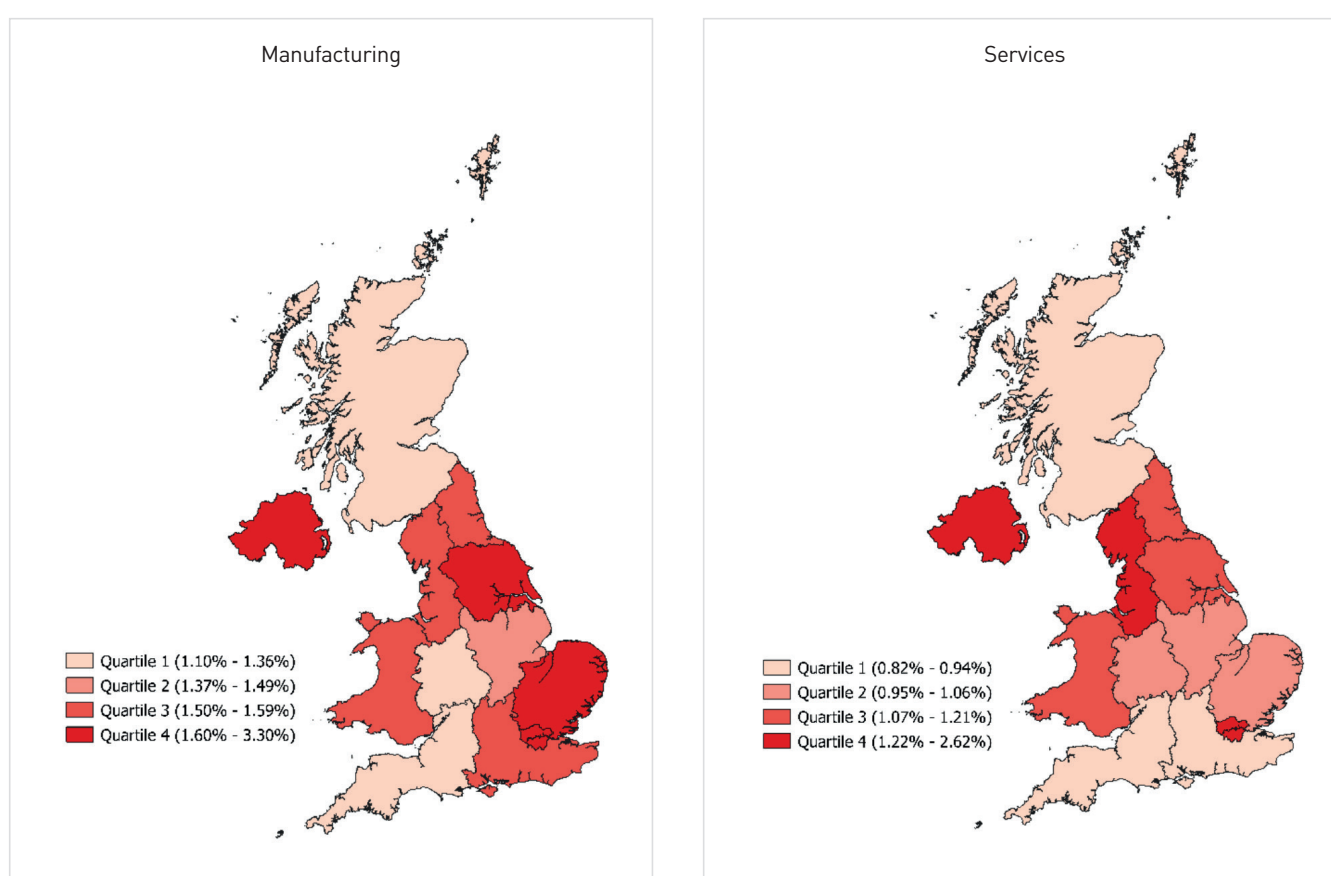 Manufacturing
Quartile 1 (1.10% - 1.36%)
Quartile 2 (1.37% - 1.49%)
Quartile 3 (1.50% - 1.59%)
Quartile 4 (1.60% - 3.30%)
Services
Quartile 1 (0.82% - 0.94%)
Quartile 2 (0.95% - 1.06%)
Quartile 3 (1.07% - 1.21%)
Quartile 4 (1.22% - 2.62%)